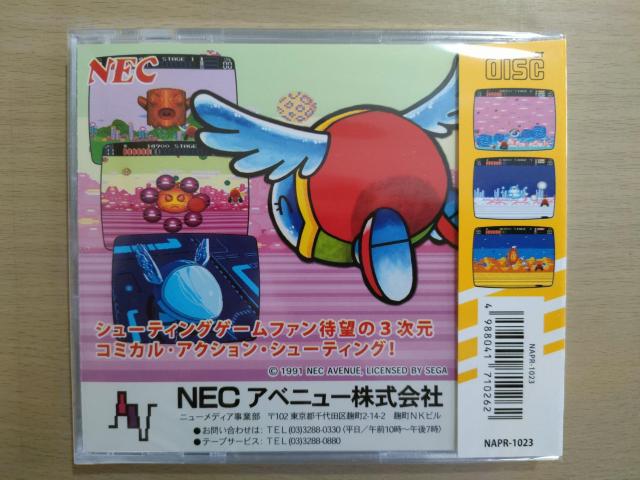 NEC
STAGE 1
00
18900 STAGE
シューティングゲームファン待望の3次元
コミカル・アクション・シューティング!
© 1991 NEC AVENUE, LICENSED BY SEGA
NEC アベニュー株式会社
ニューメディア事業部 〒102 東京都千代田区麹町2-14-2 麹町NKビル
●お問い合わせは: TEL(03)3288-0330〈平日/午前10時〜午後7時〉
●テープサービス: TEL(03)3288-0880
DISC
4 988041 710262
NAPR-1023
NAPR-1023